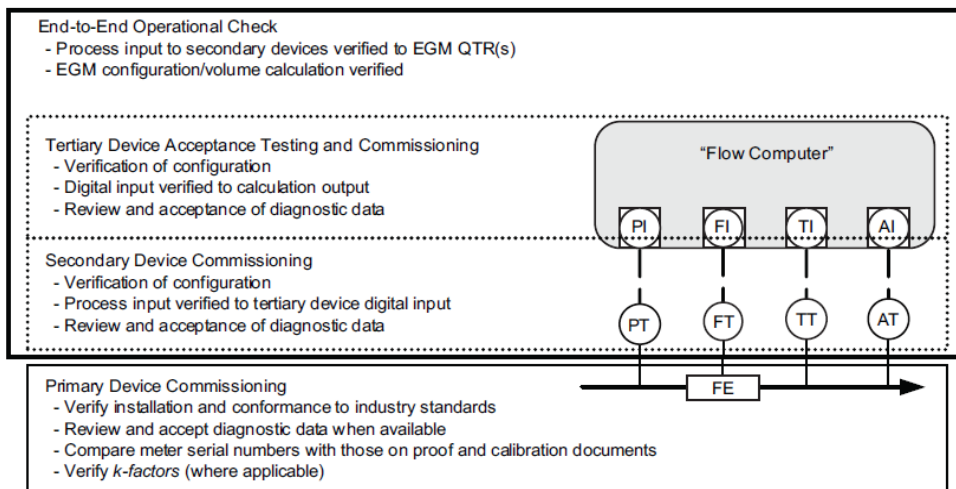 End-to-End Operational Check
- Process input to secondary devices verified to EGM QTR(s)
- EGM configuration/volume calculation verified
Tertiary Device Acceptance Testing and Commissioning
- Verification of configuration
- Digital input verified to calculation output
- Review and acceptance of diagnostic data
“Flow Computer”
PI FI TI AI
Secondary Device Commissioning
- Verification of configuration
- Process input verified to tertiary device digital input
- Review and acceptance of diagnostic data
PT FT TT AT
Primary Device Commissioning
- Verify installation and conformance to industry standards
- Review and accept diagnostic data when available
- Compare meter serial numbers with those on proof and calibration documents
- Verify k-factors (where applicable)
FE